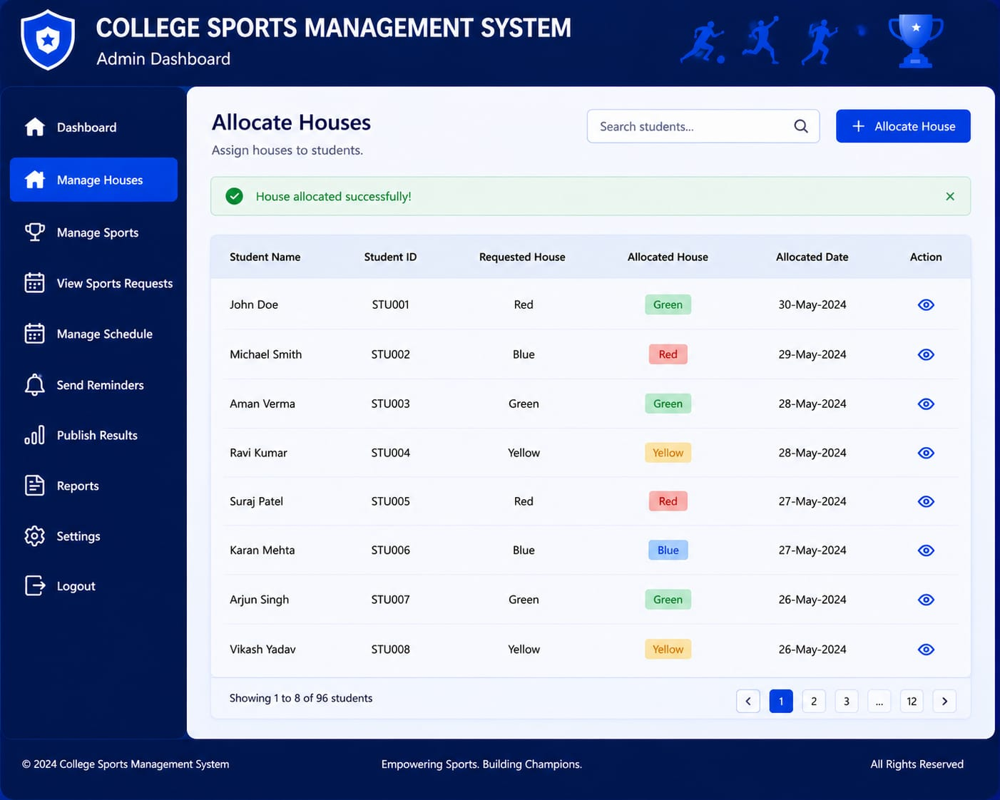 COLLEGE SPORTS MANAGEMENT SYSTEM
Admin Dashboard
Dashboard
Manage Houses
Manage Sports
View Sports Requests
Manage Schedule
Send Reminders
Publish Results
Reports
Settings
Logout
Allocate Houses
Assign houses to students.
Search students...
+ Allocate House
House allocated successfully!
Student Name Student ID Requested House Allocated House Allocated Date Action
John Doe STU001 Red Green 30-May-2024
Michael Smith STU002 Blue Red 29-May-2024
Aman Verma STU003 Green Green 28-May-2024
Ravi Kumar STU004 Yellow Yellow 28-May-2024
Suraj Patel STU005 Red Red 27-May-2024
Karan Mehta STU006 Blue Blue 27-May-2024
Arjun Singh STU007 Green Green 26-May-2024
Vikash Yadav STU008 Yellow Yellow 26-May-2024
Showing 1 to 8 of 96 students
1 2 3 ... 12
© 2024 College Sports Management System
Empowering Sports. Building Champions.
All Rights Reserved